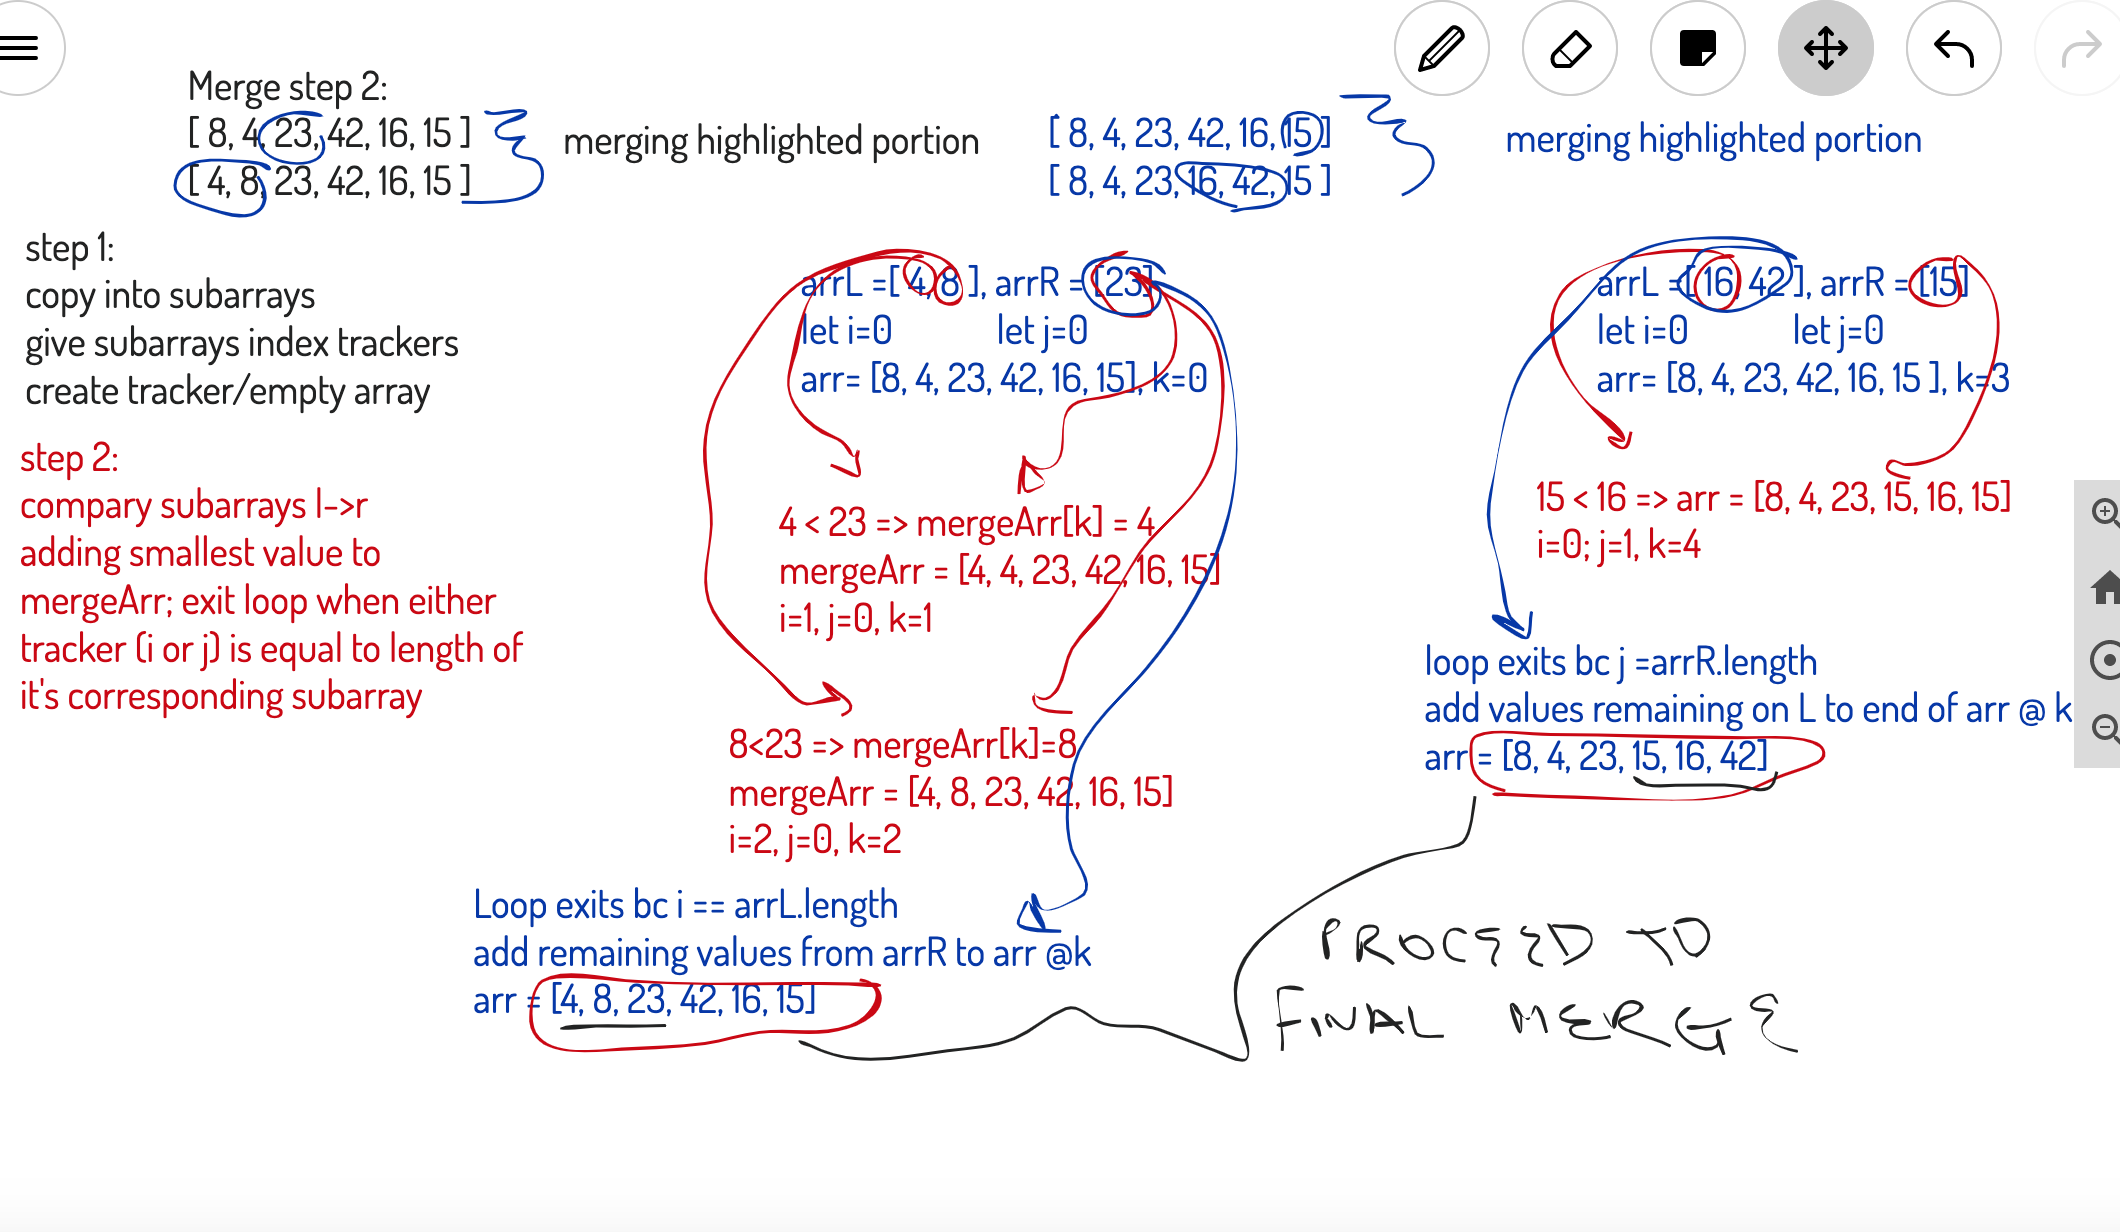 Merge step 2:
[ 8, 4, 23, 42, 16, 15 ]
[ 4, 8, 23, 42, 16, 15 ]
merging highlighted portion
[ 8, 4, 23, 42, 16, 15 ]
[ 8, 4, 23, 16, 42, 15 ]
merging highlighted portion
step 1:
copy into subarrays
give subarrays index trackers
create tracker/empty array
step 2:
compary subarrays l->r
adding smallest value to
mergeArr; exit loop when either
tracker (i or j) is equal to length of
it's corresponding subarray
arrL =[ 4, 8 ], arrR = [23]
let i=0 let j=0
arr= [8, 4, 23, 42, 16, 15], k=0
4 < 23 => mergeArr[k] = 4
mergeArr = [4, 4, 23, 42, 16, 15]
i=1, j=0, k=1
8<23 => mergeArr[k]=8
mergeArr = [4, 8, 23, 42, 16, 15]
i=2, j=0, k=2
Loop exits bc i == arrL.length
add remaining values from arrR to arr @k
arr = [4, 8, 23, 42, 16, 15]
arrL =[ 16, 42 ], arrR = [15]
let i=0 let j=0
arr= [8, 4, 23, 42, 16, 15 ], k=3
15 < 16 => arr = [8, 4, 23, 15, 16, 15]
i=0; j=1, k=4
loop exits bc j =arrR.length
add values remaining on L to end of arr @ k
arr = [8, 4, 23, 15, 16, 42]
PROCEED TO
FINAL MERGE